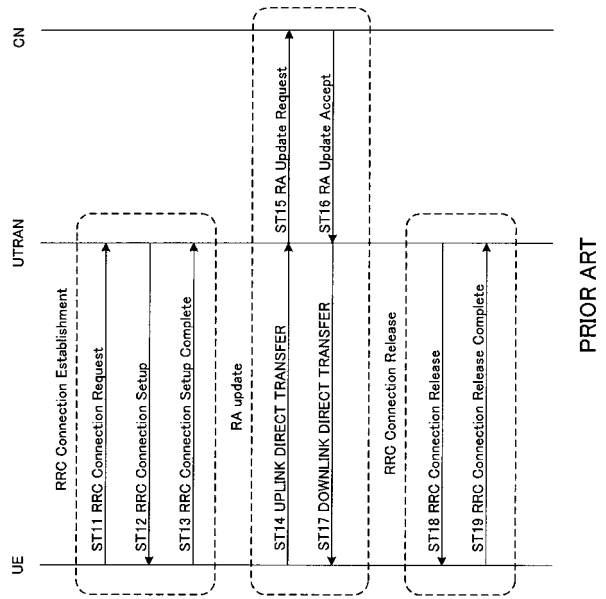 UE
UTRAN
CN
RRC Connection Establishment
ST11 RRC Connection Request
ST12 RRC Connection Setup
ST13 RRC Connection Setup Complete
RA update
ST14 UPLINK DIRECT TRANSFER
ST15 RA Update Request
ST16 RA Update Accept
ST17 DOWNLINK DIRECT TRANSFER
RRC Connection Release
ST18 RRC Connection Release
ST19 RRC Connection Release Complete
PRIOR ART